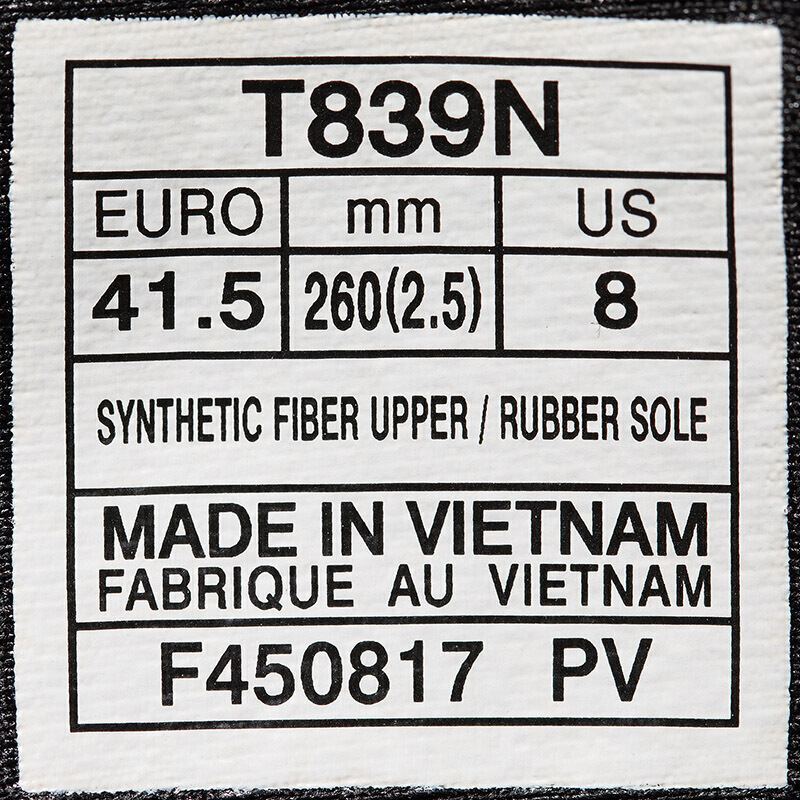 T839N
EURO mm US
41.5 260(2.5) 8
SYNTHETIC FIBER UPPER / RUBBER SOLE
MADE IN VIETNAM
FABRIQUE AU VIETNAM
F450817 PV